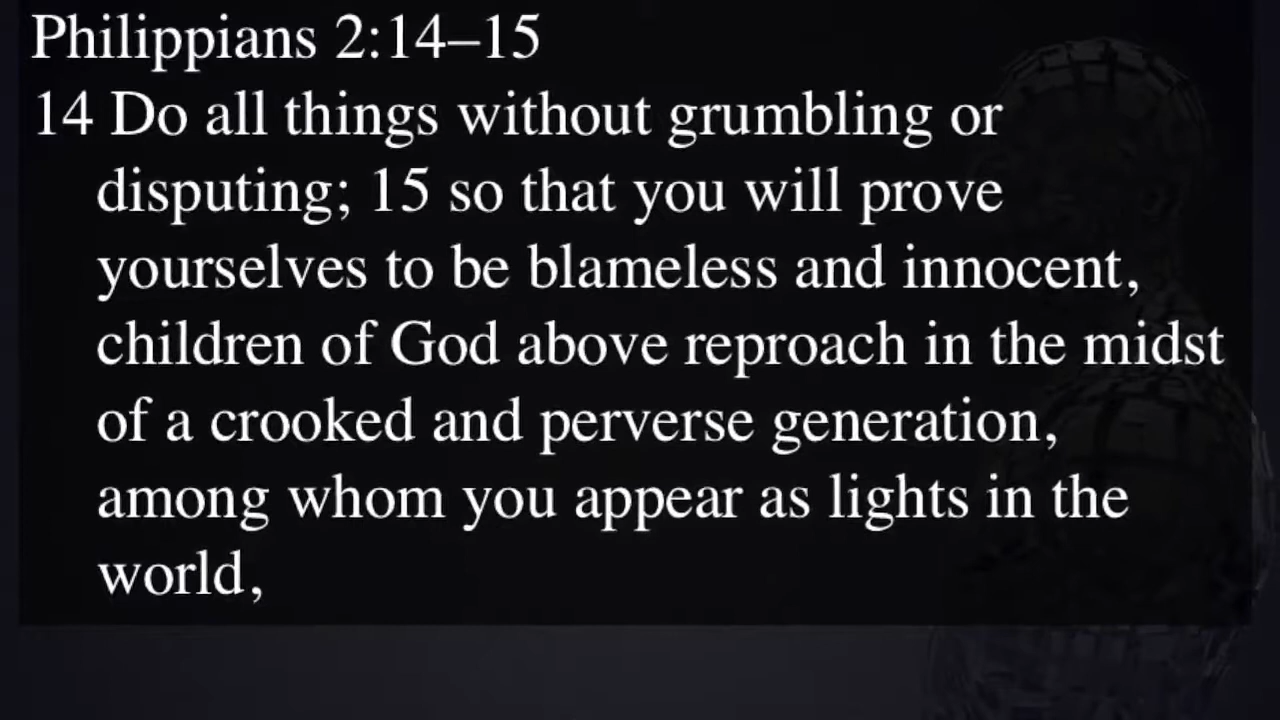 Philippians 2:14–15
14 Do all things without grumbling or
disputing; 15 so that you will prove
yourselves to be blameless and innocent,
children of God above reproach in the midst
of a crooked and perverse generation,
among whom you appear as lights in the
world,